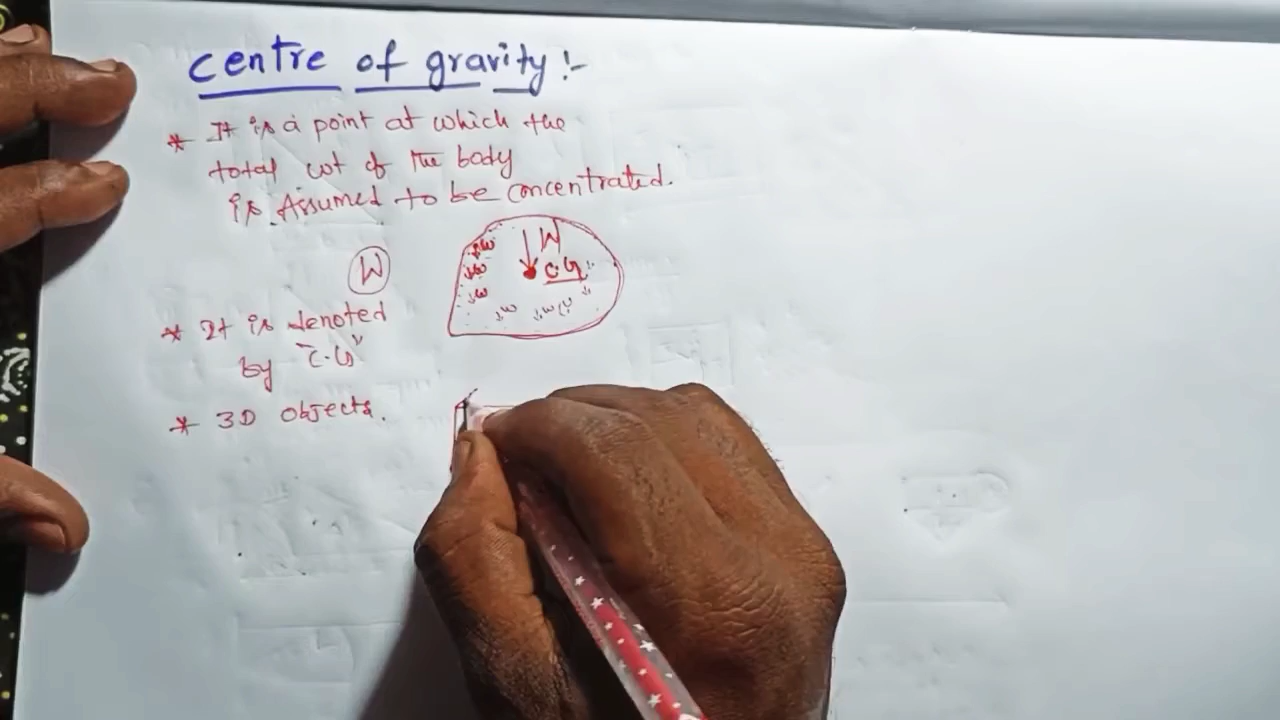 Centre of gravity :-
* It is a point at which the
total wt of the body
is Assumed to be concentrated.
W
C.G
w
w
w
w w
W
* It is denoted
by "C.G"
* 3D objects.